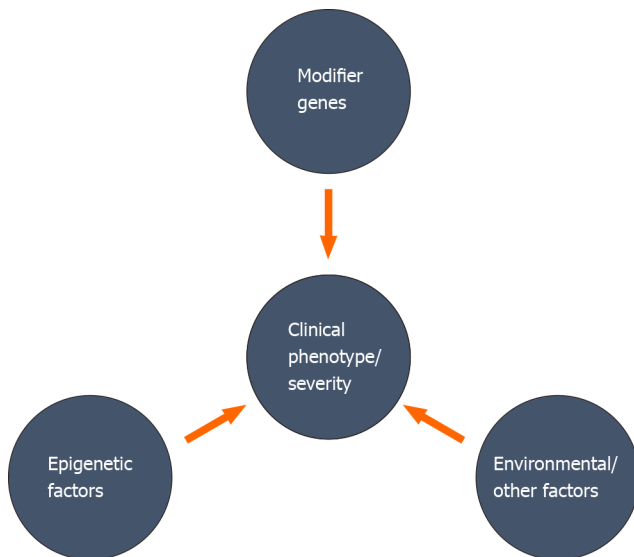 Modifier
genes
Clinical
phenotype/
severity
Epigenetic
factors
Environmental/
other factors